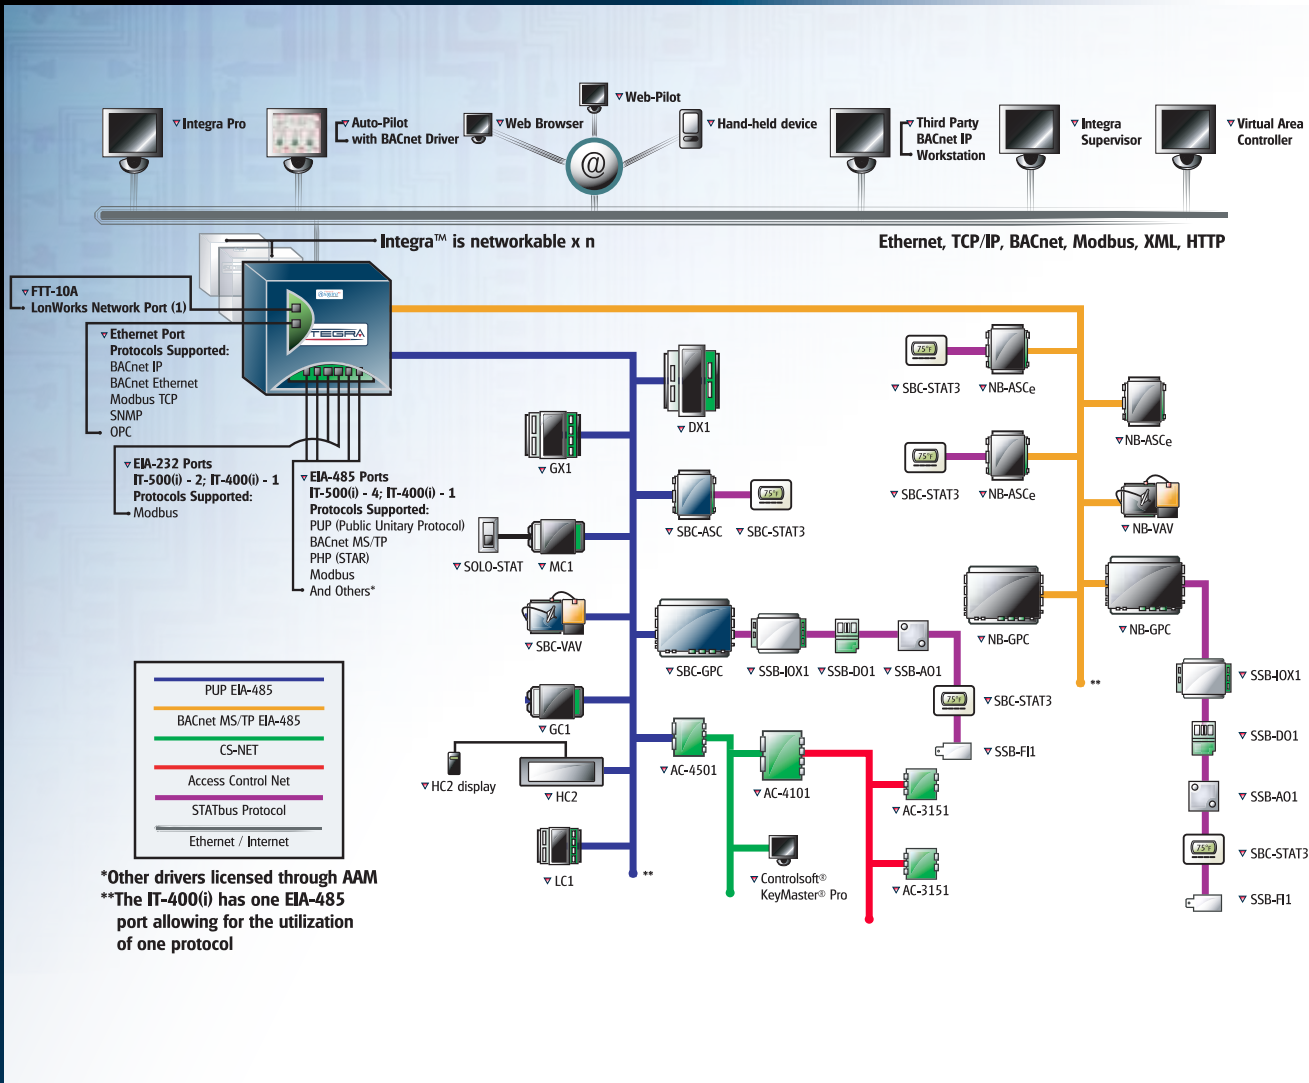 Integra Pro
Auto-Pilot
with BACnet Driver
Web Browser
Web-Pilot
Hand-held device
Third Party
BACnet IP
Workstation
Integra
Supervisor
Virtual Area
Controller
@
Integra™ is networkable x n
Ethernet, TCP/IP, BACnet, Modbus, XML, HTTP
FTT-10A
LonWorks Network Port (1)
TEGRA
Ethernet Port
Protocols Supported:
BACnet IP
BACnet Ethernet
Modbus TCP
SNMP
OPC
EIA-232 Ports
IT-500(i) - 2; IT-400(i) - 1
Protocols Supported:
Modbus
EIA-485 Ports
IT-500(i) - 4; IT-400(i) - 1
Protocols Supported:
PUP (Public Unitary Protocol)
BACnet MS/TP
PHP (STAR)
Modbus
And Others*
DX1
GX1
SBC-ASC
75°F
SBC-STAT3
SOLO-STAT
MC1
SBC-VAV
SBC-GPC
SSB-IOX1
SSB-DO1
SSB-AO1
75°F
SBC-STAT3
SSB-FI1
GC1
HC2 display
HC2
LC1
**
AC-4501
AC-4101
AC-3151
AC-3151
Controlsoft®
KeyMaster® Pro
75°F
SBC-STAT3
NB-ASCe
NB-ASCe
75°F
SBC-STAT3
NB-ASCe
NB-VAV
NB-GPC
NB-GPC
**
SSB-IOX1
SSB-DO1
SSB-AO1
75°F
SBC-STAT3
SSB-FI1
PUP EIA-485
BACnet MS/TP EIA-485
CS-NET
Access Control Net
STATbus Protocol
Ethernet / Internet
*Other drivers licensed through AAM
**The IT-400(i) has one EIA-485
port allowing for the utilization
of one protocol